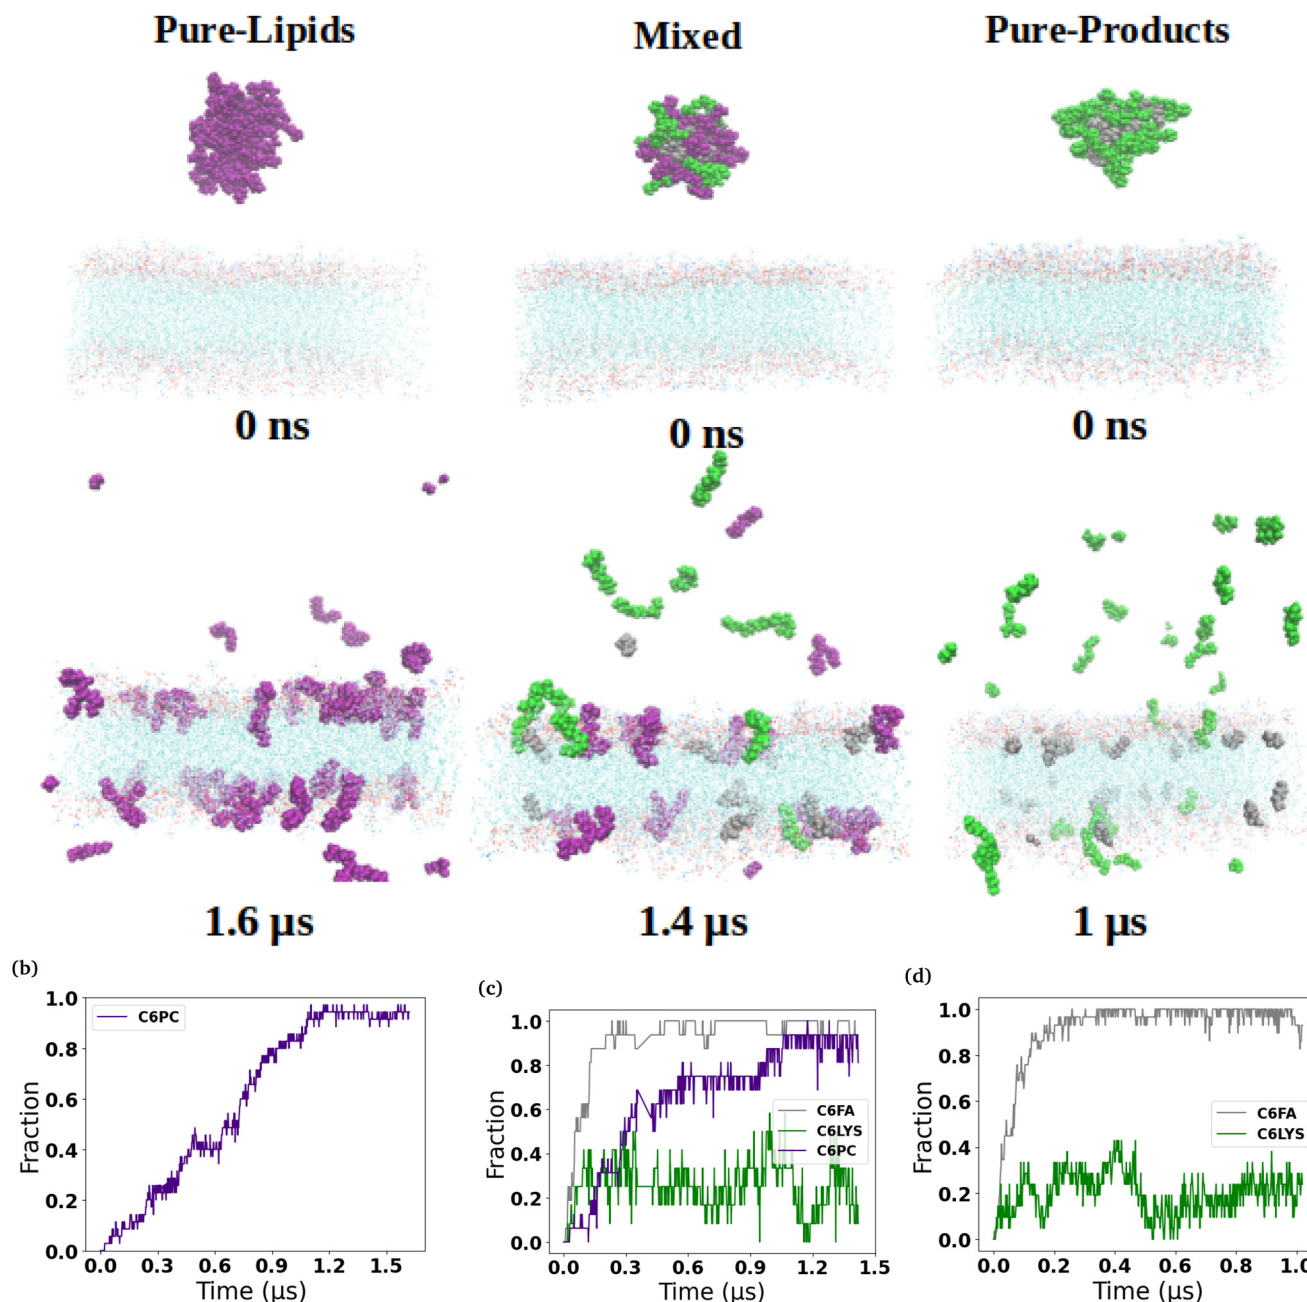 Pure-Lipids
Mixed
Pure-Products
0 ns
0 ns
0 ns
1.6 µs
1.4 µs
1 µs
(b)
1.0
0.8
0.6
0.4
0.2
0.0
Fraction
C6PC
0.0 0.3 0.6 0.9 1.2 1.5
Time (µs)
(c)
1.0
0.8
0.6
0.4
0.2
0.0
Fraction
C6FA
C6LYS
C6PC
0.0 0.3 0.6 0.9 1.2 1.5
Time (µs)
(d)
1.0
0.8
0.6
0.4
0.2
0.0
Fraction
C6FA
C6LYS
0.0 0.2 0.4 0.6 0.8 1.0
Time (µs)